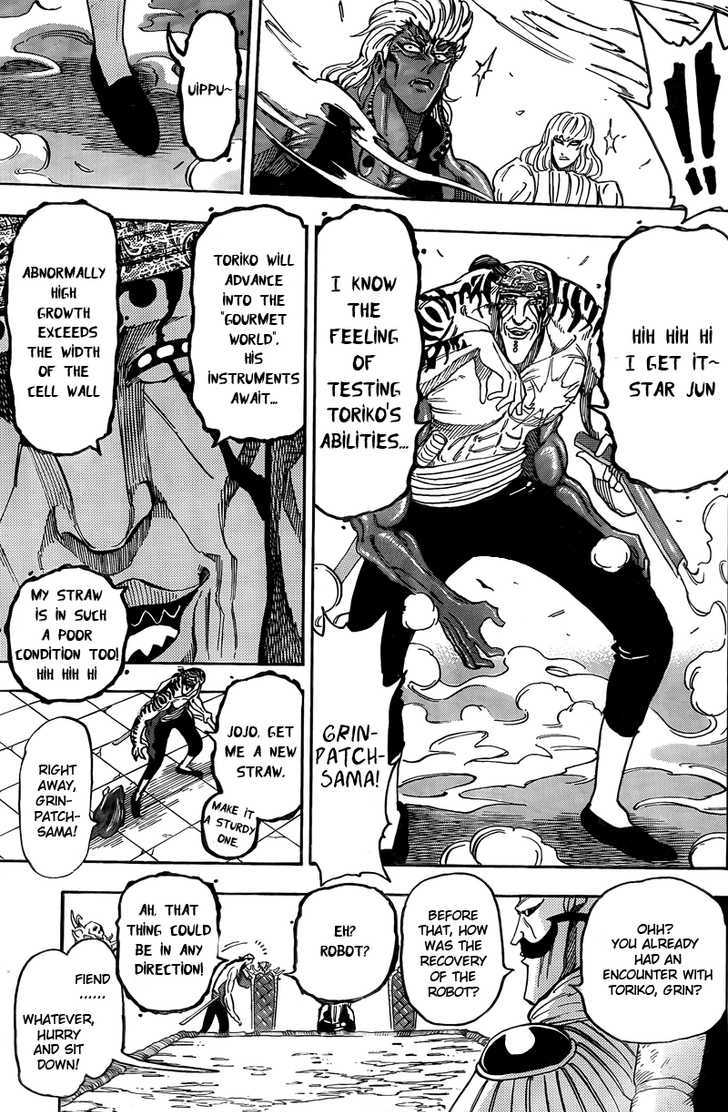 !!
UIPPU~
HIH HIH HI
I GET IT~
STAR JUN
I KNOW
THE
FEELING
OF
TESTING
TORIKO'S
ABILITIES...
GRIN-
PATCH-
SAMA!
TORIKO WILL
ADVANCE
INTO THE
"GOURMET
WORLD",
HIS
INSTRUMENTS
AWAIT...
ABNORMALLY
HIGH
GROWTH
EXCEEDS
THE WIDTH
OF THE
CELL WALL
MY STRAW
IS IN SUCH
A POOR
CONDITION TOO!
HIH HIH HI
JOJO, GET
ME A NEW
STRAW.
MAKE IT
A STURDY
ONE.
RIGHT
AWAY,
GRIN-
PATCH-
SAMA!
OHH?
YOU ALREADY
HAD AN
ENCOUNTER WITH
TORIKO, GRIN?
BEFORE
THAT, HOW
WAS THE
RECOVERY
OF THE
ROBOT?
EH?
ROBOT?
AH, THAT
THING COULD
BE IN ANY
DIRECTION!
FIEND
......
WHATEVER,
HURRY
AND SIT
DOWN!